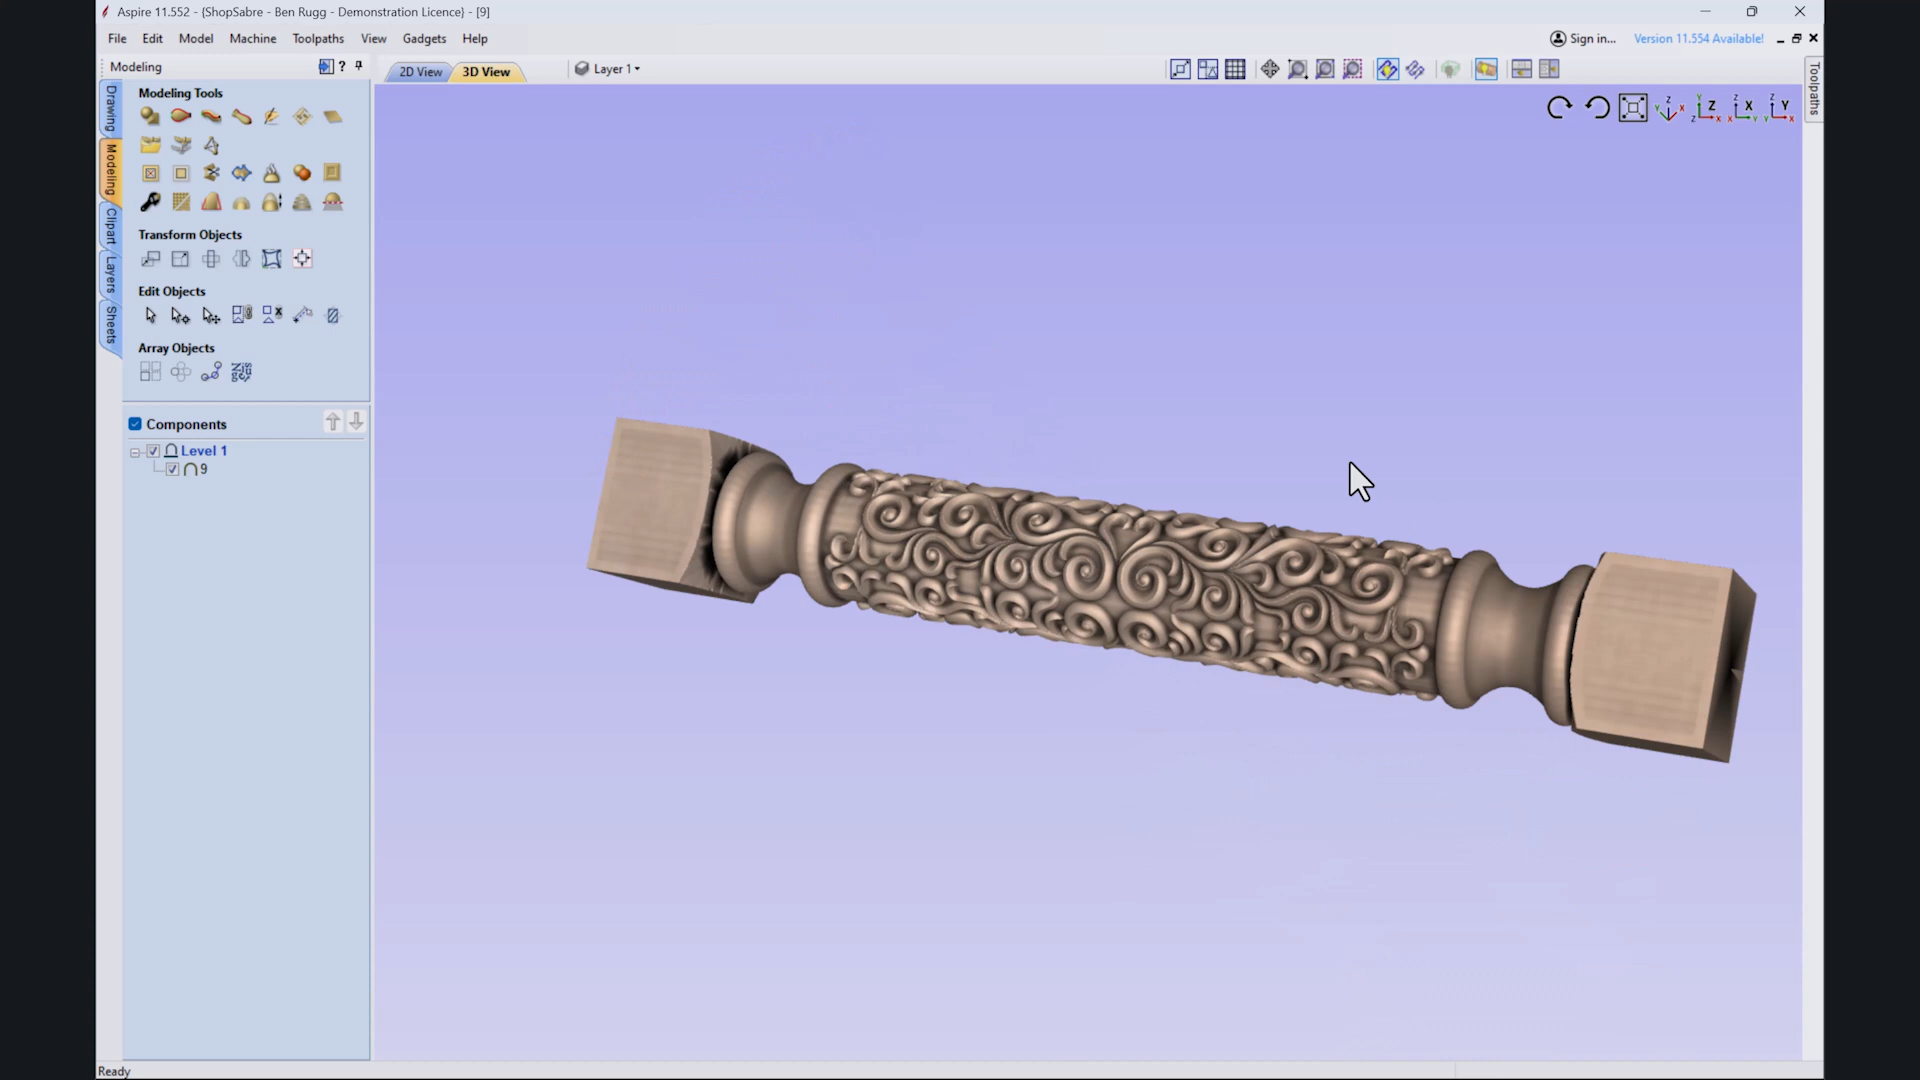 Aspire 11.552 - {ShopSabre - Ben Rugg - Demonstration Licence} - [9]
File Edit Model Machine Toolpaths View Gadgets Help
Sign in... Version 11.554 Available!
Modeling
2D View 3D View Layer 1
Drawing
Modeling
Clipart
Layers
Sheets
Toolpaths
Modeling Tools
Transform Objects
Edit Objects
Array Objects
Components
Level 1
9
Ready